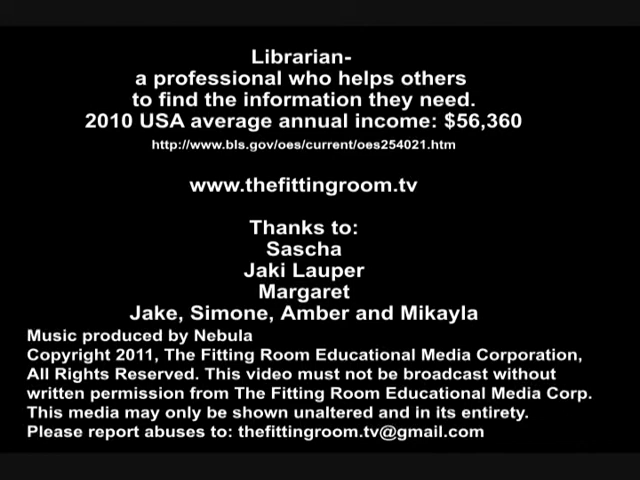 Librarian-
a professional who helps others
to find the information they need.
2010 USA average annual income: $56,360
http://www.bls.gov/oes/current/oes254021.htm
www.thefittingroom.tv
Thanks to:
Sascha
Jaki Lauper
Margaret
Jake, Simone, Amber and Mikayla
Music produced by Nebula
Copyright 2011, The Fitting Room Educational Media Corporation,
All Rights Reserved. This video must not be broadcast without
written permission from The Fitting Room Educational Media Corp.
This media may only be shown unaltered and in its entirety.
Please report abuses to: thefittingroom.tv@gmail.com